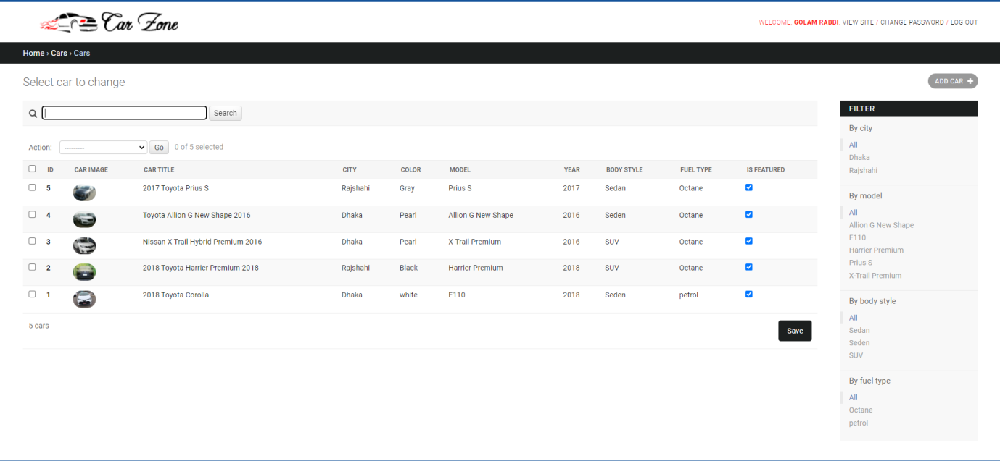 Car Zone
WELCOME, GOLAM RABBI. VIEW SITE / CHANGE PASSWORD / LOG OUT
Home › Cars › Cars
Select car to change
ADD CAR +
Search
Action: --------- Go 0 of 5 selected
ID CAR IMAGE CAR TITLE CITY COLOR MODEL YEAR BODY STYLE FUEL TYPE IS FEATURED
5 2017 Toyota Prius S Rajshahi Gray Prius S 2017 Sedan Octane
4 Toyota Allion G New Shape 2016 Dhaka Pearl Allion G New Shape 2016 Seden Octane
3 Nissan X Trail Hybrid Premium 2016 Dhaka Pearl X-Trail Premium 2016 SUV Octane
2 2018 Toyota Harrier Premium 2018 Rajshahi Black Harrier Premium 2018 SUV Octane
1 2018 Toyota Corolla Dhaka white E110 2018 Seden petrol
5 cars
Save
FILTER
By city
All
Dhaka
Rajshahi
By model
All
Allion G New Shape
E110
Harrier Premium
Prius S
X-Trail Premium
By body style
All
Sedan
Seden
SUV
By fuel type
All
Octane
petrol